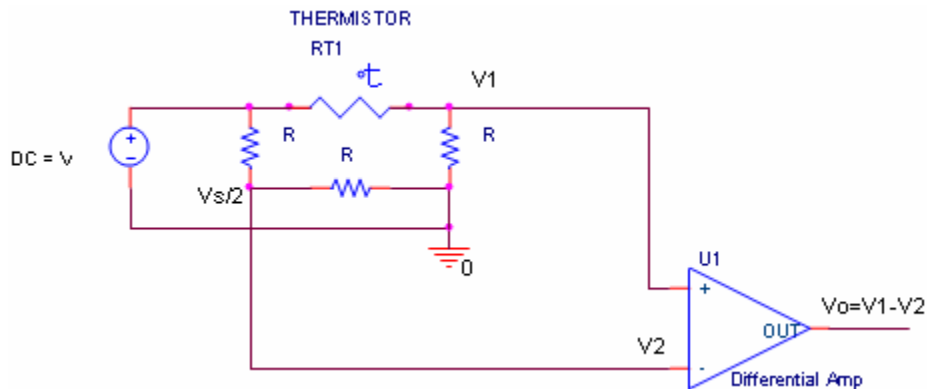 THERMISTOR
RT1
t
V1
+
-
DC = V
R
R
R
Vs/2
0
U1
+
Vo=V1-V2
OUT
V2
-
Differential Amp